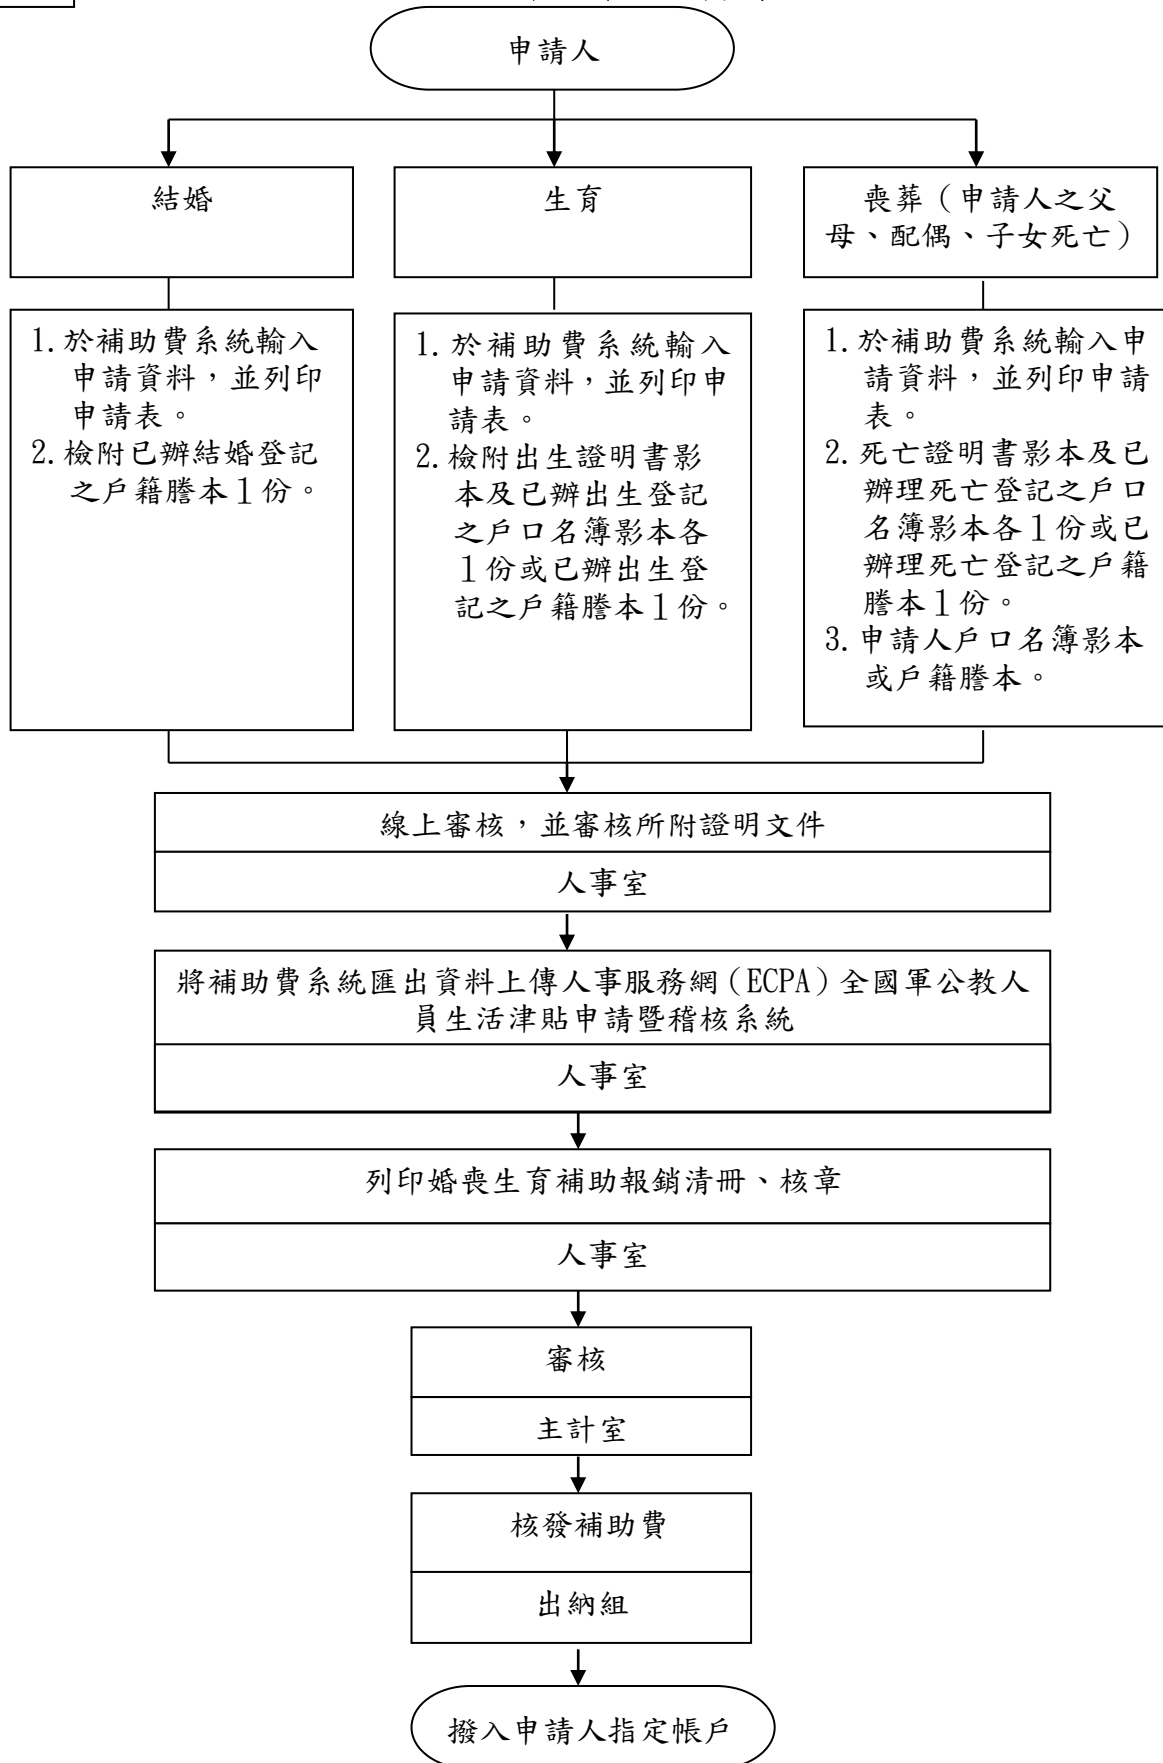 申請人
結婚
生育
喪葬（申請人之父
母、配偶、子女死亡）
1.於補助費系統輸入
申請資料，並列印
申請表。
2.檢附已辦結婚登記
之戶籍謄本１份。
1.於補助費系統輸入
申請資料，並列印申
請表。
2.檢附出生證明書影
本及已辦出生登記
之戶口名簿影本各
１份或已辦出生登
記之戶籍謄本１份。
1.於補助費系統輸入申
請資料，並列印申請
表。
2.死亡證明書影本及已
辦理死亡登記之戶口
名簿影本各１份或已
辦理死亡登記之戶籍
謄本１份。
3.申請人戶口名簿影本
或戶籍謄本。
線上審核，並審核所附證明文件
人事室
將補助費系統匯出資料上傳人事服務網（ECPA）全國軍公教人
員生活津貼申請暨稽核系統
人事室
列印婚喪生育補助報銷清冊、核章
人事室
審核
主計室
核發補助費
出納組
撥入申請人指定帳戶